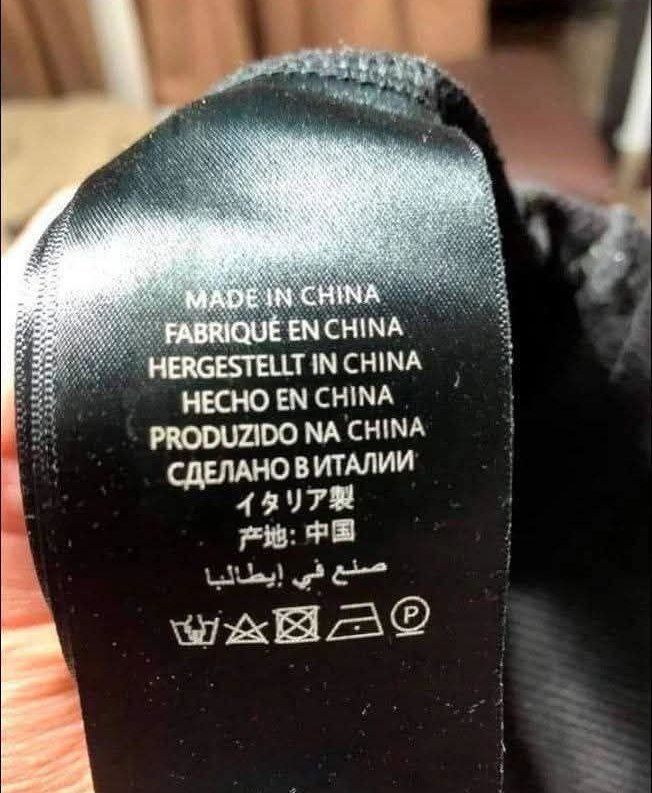 MADE IN CHINA
FABRIQUÉ EN CHINA
HERGESTELLT IN CHINA
HECHO EN CHINA
PRODUZIDO NA CHINA
СДЕЛАНО В ИТАЛИИ
イタリア製
产地: 中国
صنع في إيطالبا
P